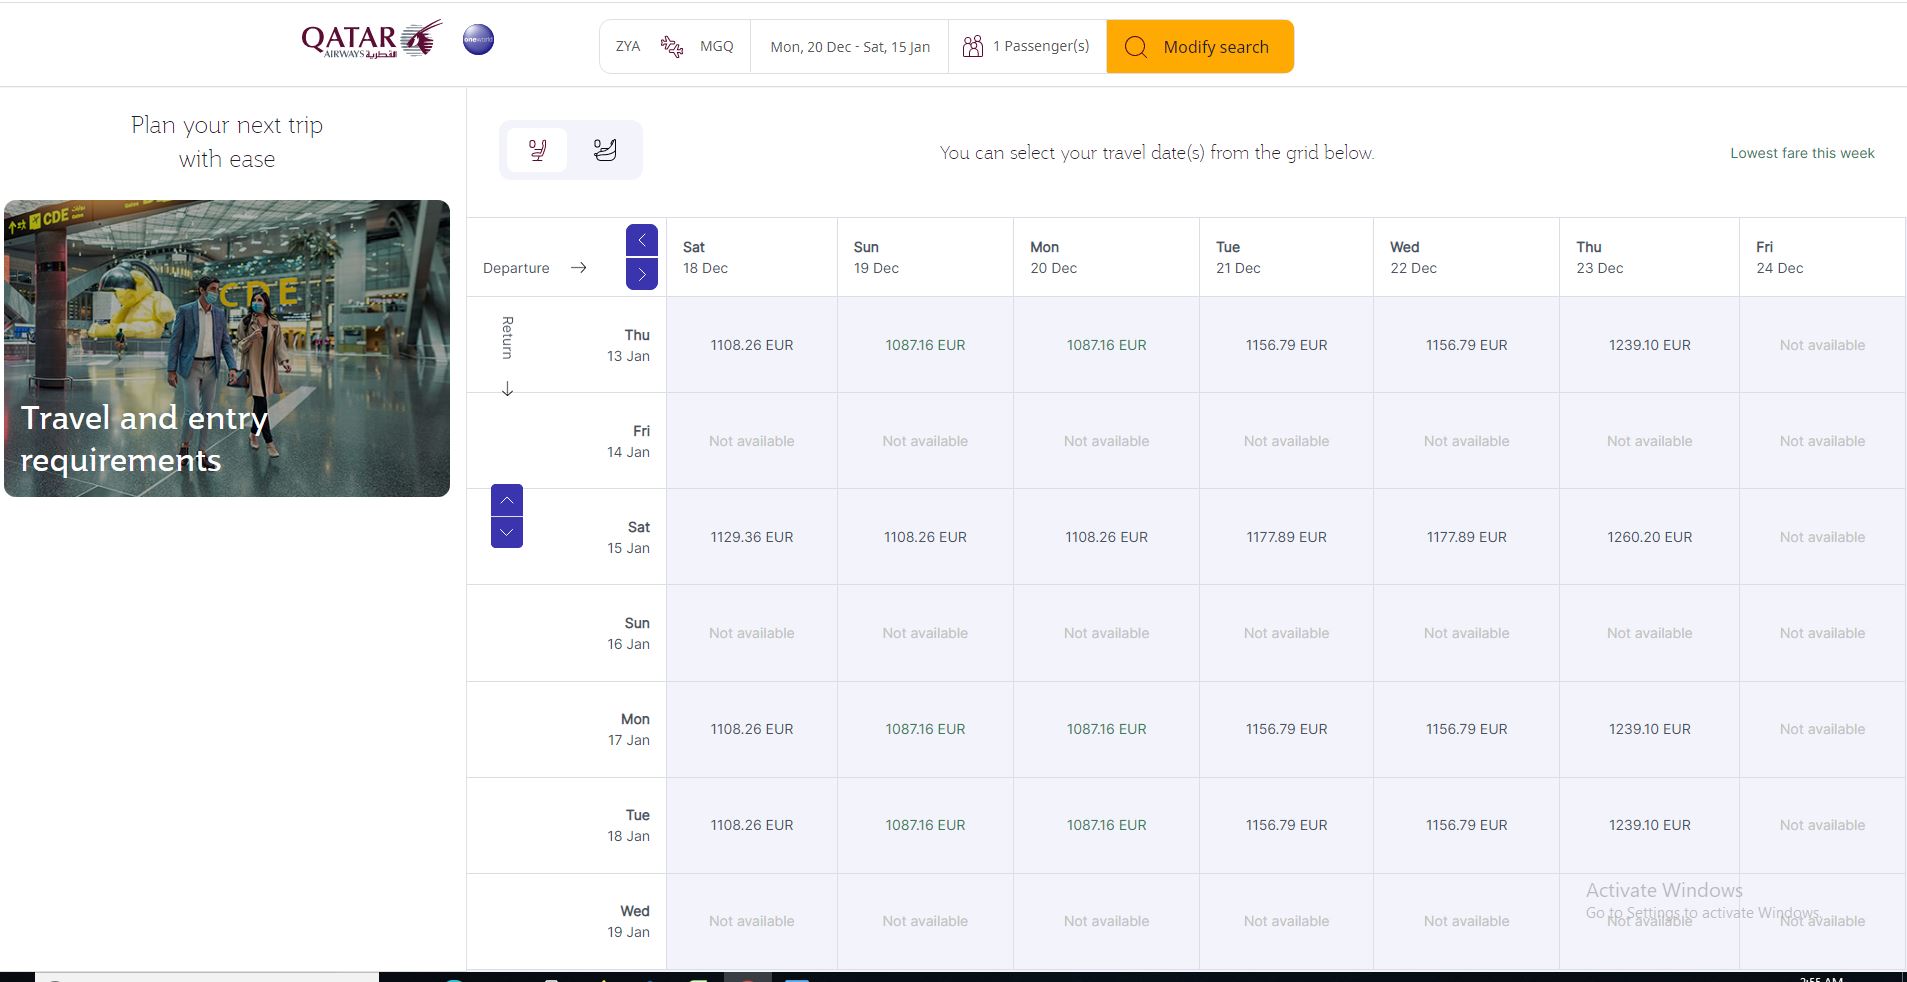 QATAR
AIRWAYS القطرية
oneworld
ZYA MGQ
Mon, 20 Dec - Sat, 15 Jan
1 Passenger(s)
Modify search
Plan your next trip
with ease
CDE
CDE
Travel and entry
requirements
You can select your travel date(s) from the grid below.
Lowest fare this week
Departure
Sat Sun Mon Tue Wed Thu Fri
18 Dec 19 Dec 20 Dec 21 Dec 22 Dec 23 Dec 24 Dec
Return
Thu
13 Jan
1108.26 EUR 1087.16 EUR 1087.16 EUR 1156.79 EUR 1156.79 EUR 1239.10 EUR Not available
Fri
14 Jan
Not available Not available Not available Not available Not available Not available Not available
Sat
15 Jan
1129.36 EUR 1108.26 EUR 1108.26 EUR 1177.89 EUR 1177.89 EUR 1260.20 EUR Not available
Sun
16 Jan
Not available Not available Not available Not available Not available Not available Not available
Mon
17 Jan
1108.26 EUR 1087.16 EUR 1087.16 EUR 1156.79 EUR 1156.79 EUR 1239.10 EUR Not available
Tue
18 Jan
1108.26 EUR 1087.16 EUR 1087.16 EUR 1156.79 EUR 1156.79 EUR 1239.10 EUR Not available
Wed
19 Jan
Not available Not available Not available Not available Not available Not available Not available
Activate Windows
Go to Settings to activate Windows.